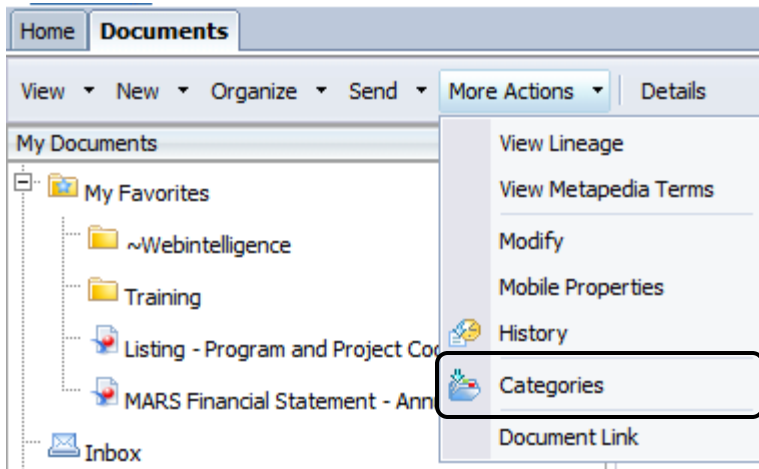 Home Documents
View New Organize Send More Actions Details
My Documents
My Favorites
~Webintelligence
Training
Listing - Program and Project Co
MARS Financial Statement - Ann
Inbox
View Lineage
View Metapedia Terms
Modify
Mobile Properties
History
Categories
Document Link